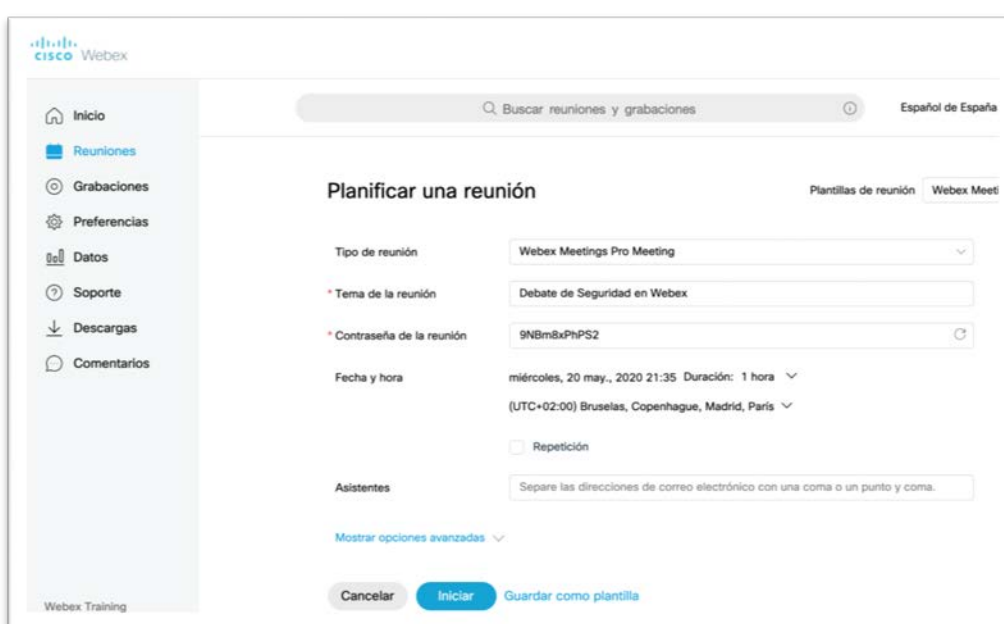 CISCO Webex
Buscar reuniones y grabaciones
Español de España
Inicio
Reuniones
Grabaciones
Preferencias
Datos
Soporte
Descargas
Comentarios
Webex Training
Planificar una reunión
Plantillas de reunión Webex Meeti
Tipo de reunión Webex Meetings Pro Meeting
* Tema de la reunión Debate de Seguridad en Webex
* Contraseña de la reunión 9NBm8xPhPS2
Fecha y hora miércoles, 20 may., 2020 21:35 Duración: 1 hora
(UTC+02:00) Bruselas, Copenhague, Madrid, París
Repetición
Asistentes Separe las direcciones de correo electrónico con una coma o un punto y coma.
Mostrar opciones avanzadas
Cancelar Iniciar Guardar como plantilla